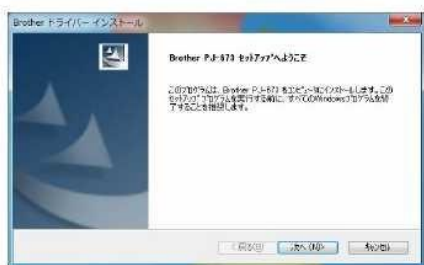 Brother ドライバー インストール
Brother PJ-673 セットアップへようこそ
このプログラムは、Brother PJ-673 をコンピュータにインストールします。この
セットアップ プログラムを実行する前に、すべてのWindowsプログラムを終
了することを推奨します。
< 戻る(B)
次へ(N)>
キャンセル